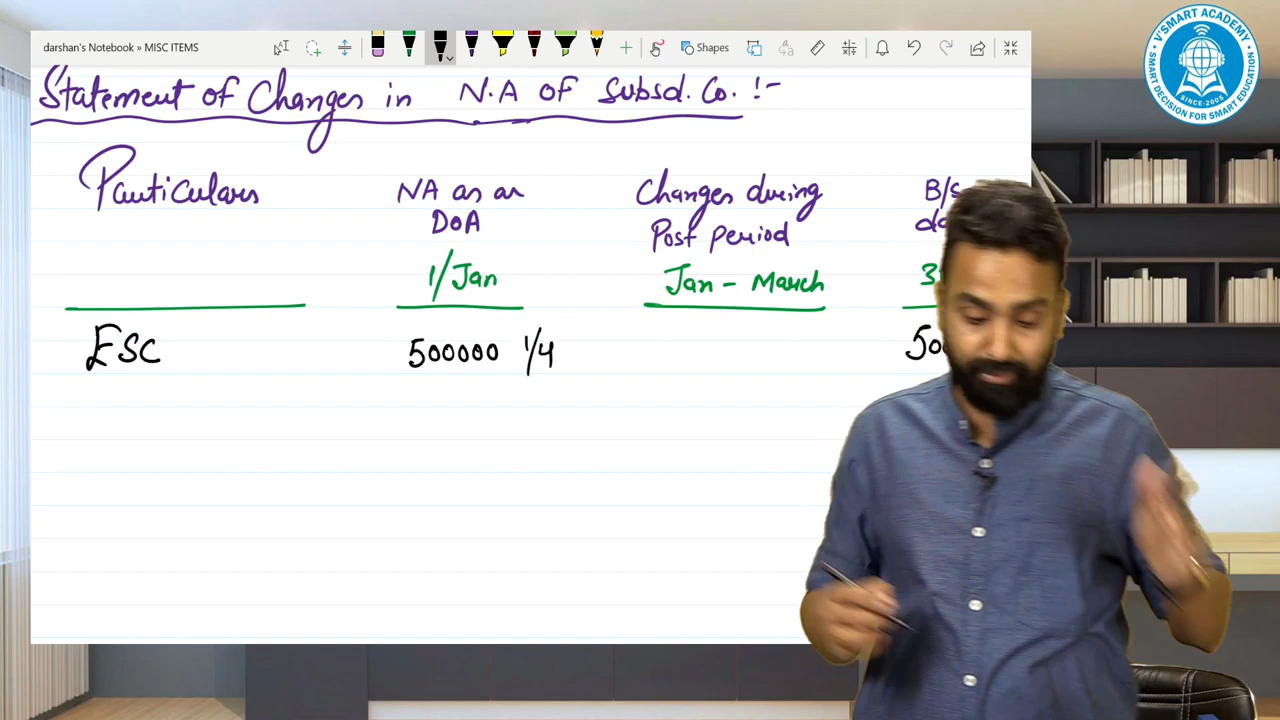 darshan's Notebook » MISC ITEMS
Shapes
V'SMART ACADEMY
SINCE-2005
SMART DECISION FOR SMART EDUCATION
Statement of Changes in N.A OF Subsd. Co. :-
Particulars NA as on Changes during B/s
DOA Post period
1/Jan Jan - March 3
ESC 500000 1/4 500